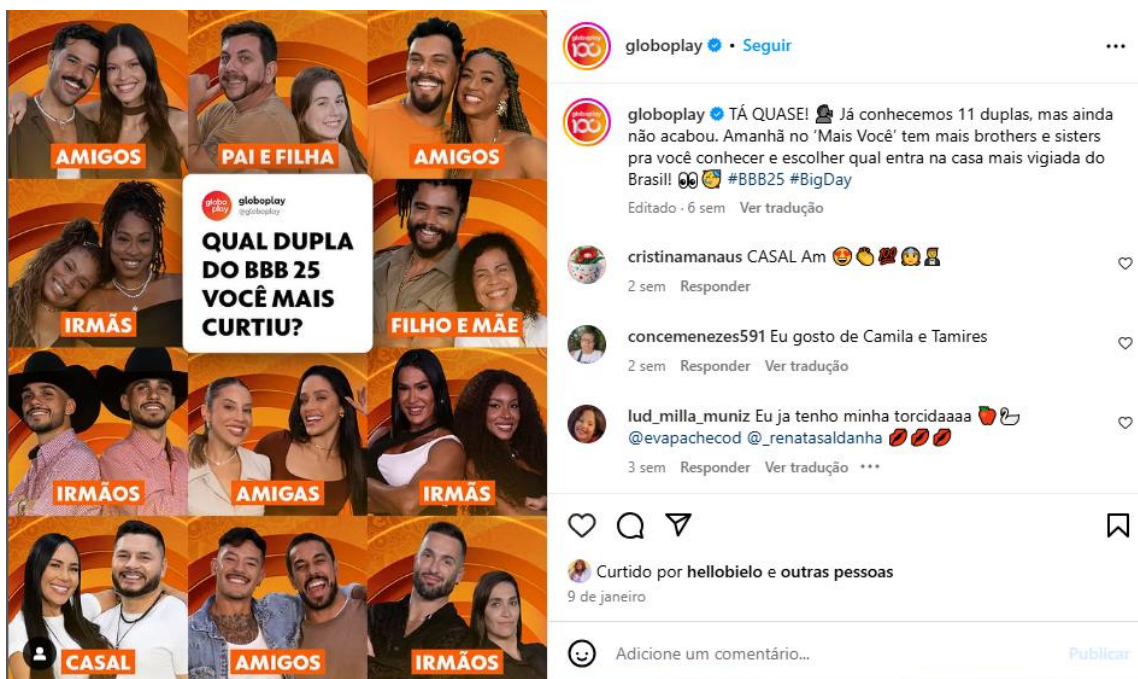 AMIGOS
PAI E FILHA
AMIGOS
globo
play
globoplay
@globoplay
QUAL DUPLA
DO BBB 25
VOCÊ MAIS
CURTIU?
IRMÃS
FILHO E MÃE
IRMÃOS
AMIGAS
IRMÃS
CASAL
AMIGOS
IRMÃOS
globoplay • Seguir
globoplay TÁ QUASE! 🗣️ Já conhecemos 11 duplas, mas ainda
não acabou. Amanhã no ‘Mais Você’ tem mais brothers e sisters
pra você conhecer e escolher qual entra na casa mais vigiada do
Brasil! 👀🥳 #BBB25 #BigDay
Editado · 6 sem Ver tradução
cristinamanaus CASAL Am 😍👏💯👰🤵
2 sem Responder
concemenezes591 Eu gosto de Camila e Tamires
2 sem Responder Ver tradução
lud_milla_muniz Eu ja tenho minha torcidaaaa 🍎🦢
@evapachecod @_renatasaldanha 💋💋💋
3 sem Responder Ver tradução •••
Curtido por hellobielo e outras pessoas
9 de janeiro
Adicione um comentário...
Publicar